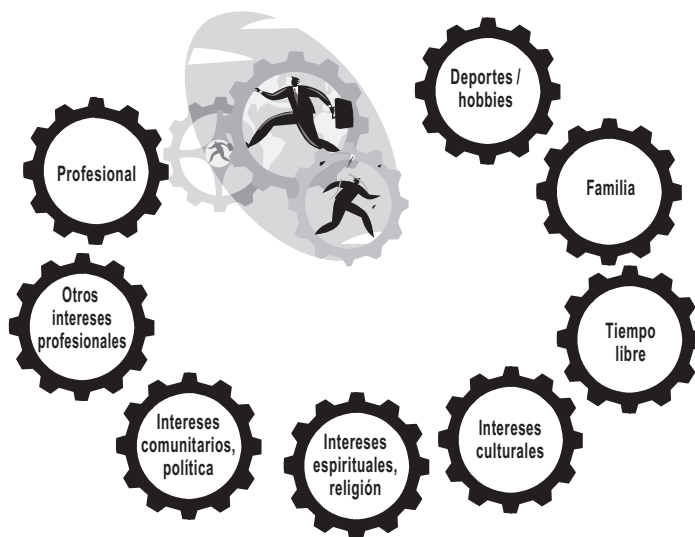 Deportes /
hobbies
Profesional
Familia
Otros
intereses
profesionales
Tiempo
libre
Intereses
comunitarios,
política
Intereses
espirituales,
religión
Intereses
culturales